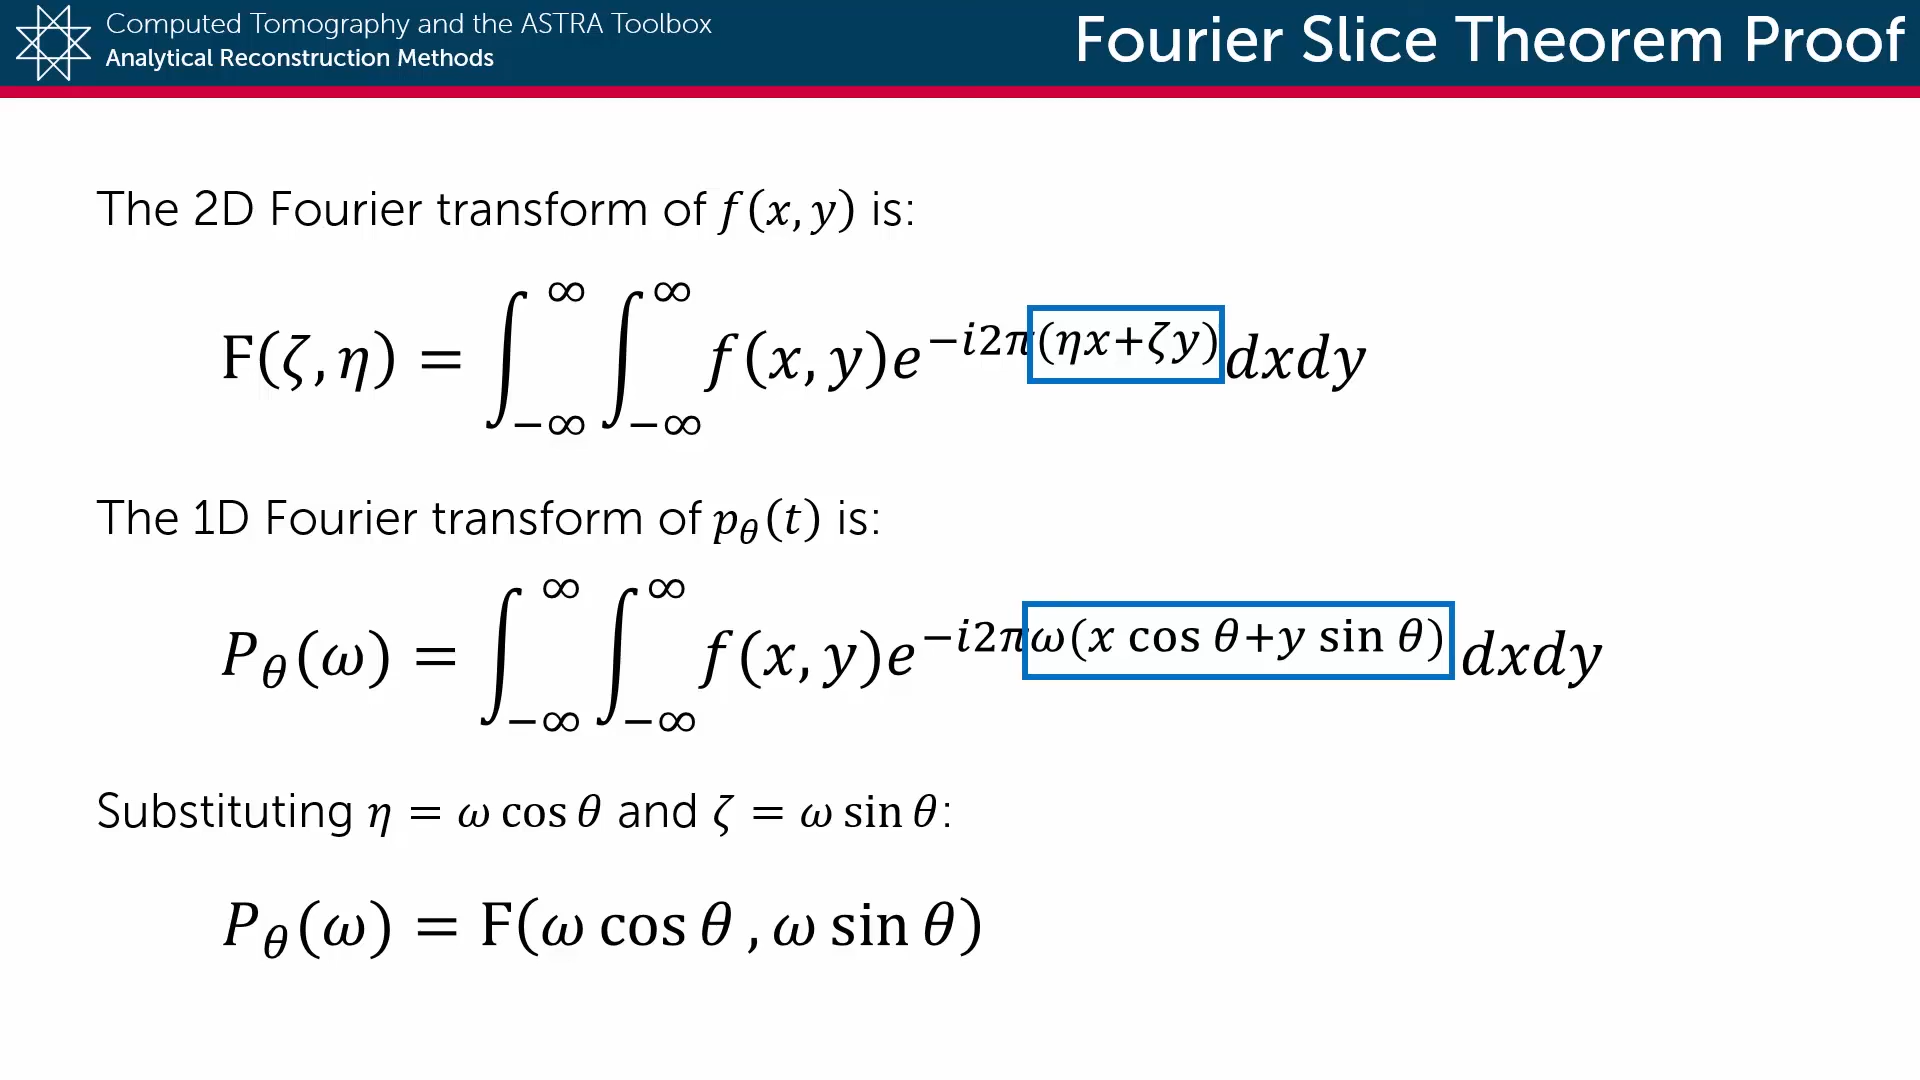 Computed Tomography and the ASTRA Toolbox
Analytical Reconstruction Methods
Fourier Slice Theorem Proof
The 2D Fourier transform of f(x, y) is:
F(ζ, η) = ∫_{−∞}^{∞} ∫_{−∞}^{∞} f(x, y)e^{−i2π(ηx+ζy)} dxdy
The 1D Fourier transform of p_θ(t) is:
P_θ(ω) = ∫_{−∞}^{∞} ∫_{−∞}^{∞} f(x, y)e^{−i2πω(x cos θ+y sin θ)} dxdy
Substituting η = ω cos θ and ζ = ω sin θ:
P_θ(ω) = F(ω cos θ , ω sin θ)